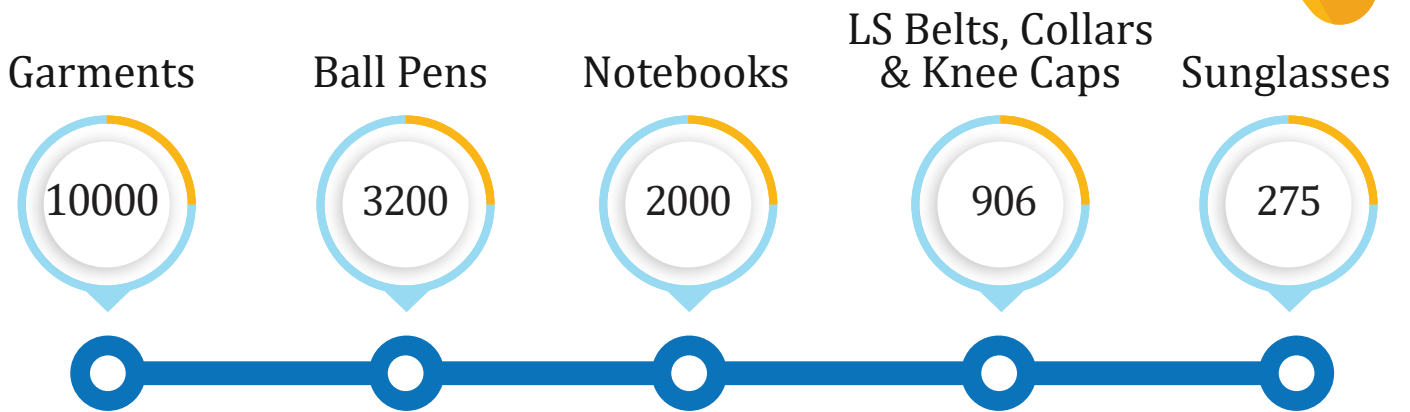 Garments
10000
Ball Pens
3200
Notebooks
2000
LS Belts, Collars
& Knee Caps
906
Sunglasses
275